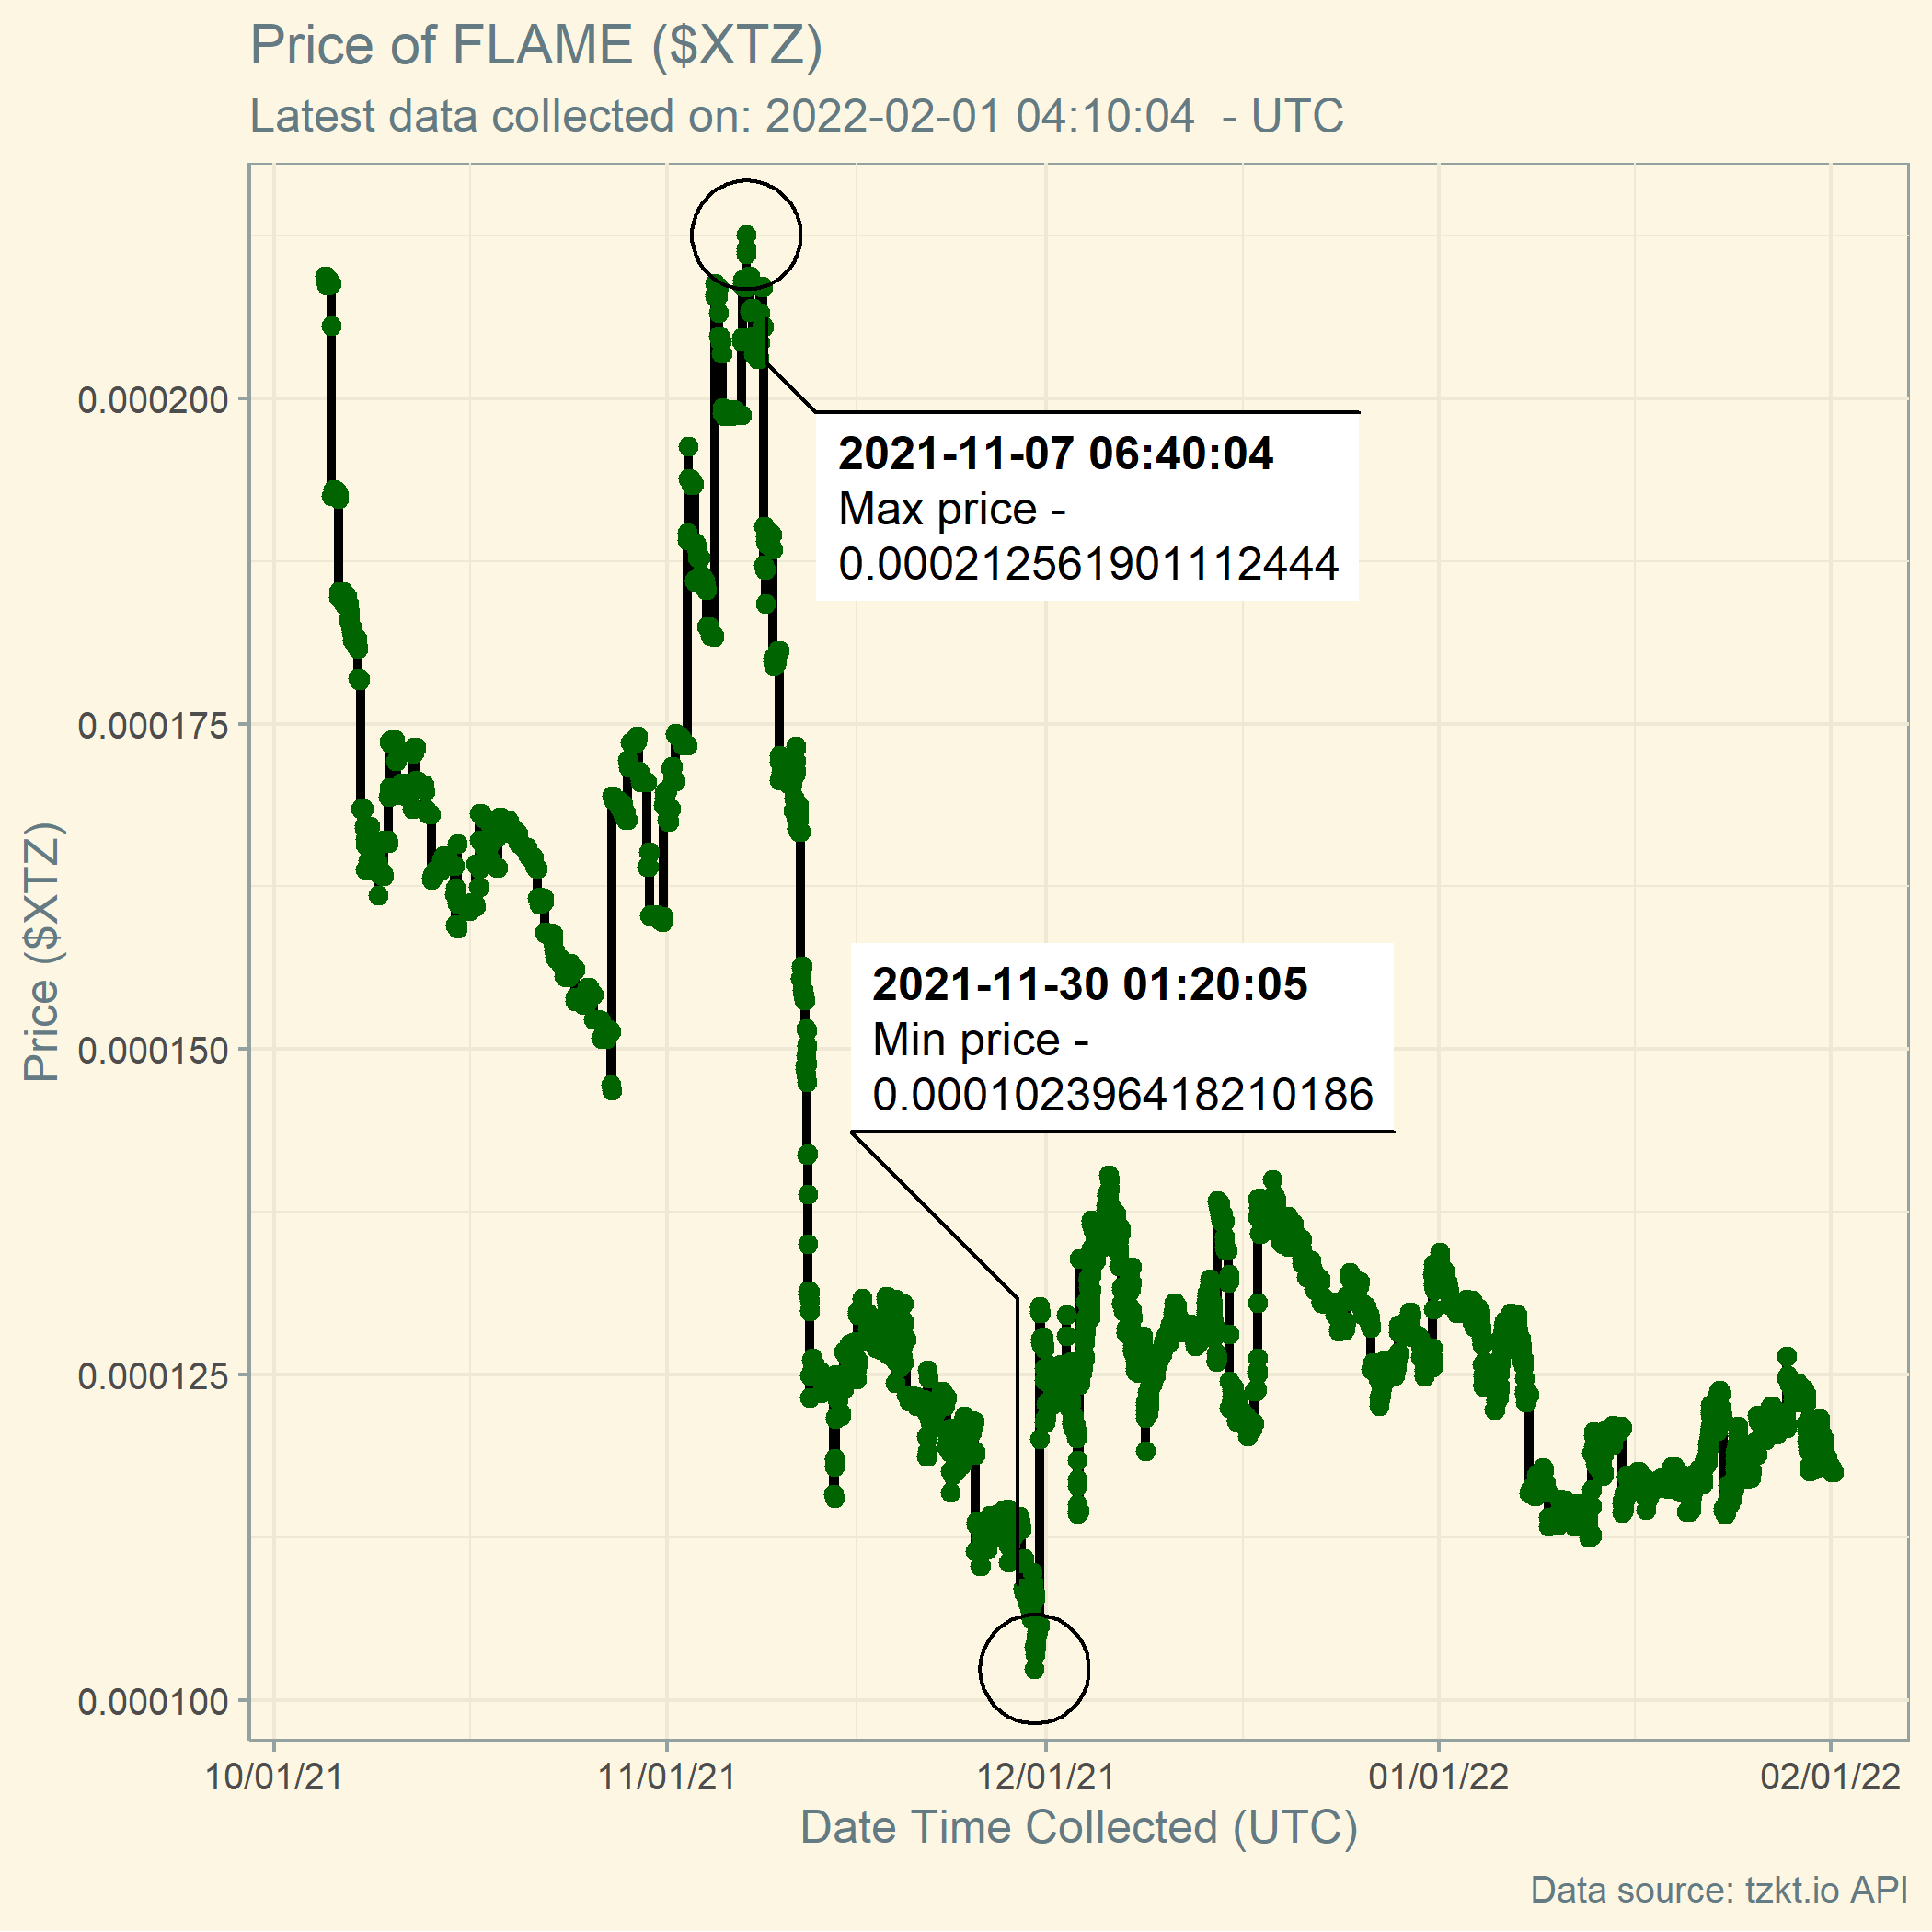 Price of FLAME ($XTZ)
Latest data collected on: 2022-02-01 04:10:04  - UTC
Price ($XTZ)
0.000200
0.000175
0.000150
0.000125
0.000100
2021-11-07 06:40:04
Max price -
0.000212561901112444
2021-11-30 01:20:05
Min price -
0.000102396418210186
10/01/21
11/01/21
12/01/21
01/01/22
02/01/22
Date Time Collected (UTC)
Data source: tzkt.io API